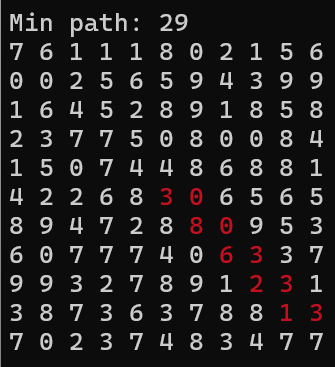 Min path: 29
7 6 1 1 1 8 0 2 1 5 6
0 0 2 5 6 5 9 4 3 9 9
1 6 4 5 2 8 9 1 8 5 8
2 3 7 7 5 0 8 0 0 8 4
1 5 0 7 4 4 8 6 8 8 1
4 2 2 6 8 3 0 6 5 6 5
8 9 4 7 2 8 8 0 9 5 3
6 0 7 7 7 4 0 6 3 3 7
9 9 3 2 7 8 9 1 2 3 1
3 8 7 3 6 3 7 8 8 1 3
7 0 2 3 7 4 8 3 4 7 7